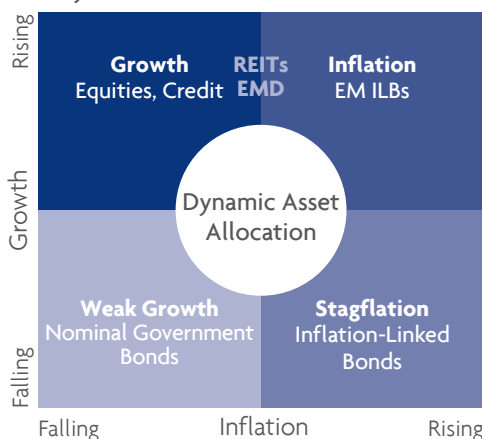 Rising
Growth
Equities, Credit
REITs
EMD
Inflation
EM ILBs
Growth
Dynamic Asset
Allocation
Weak Growth
Nominal Government
Bonds
Stagflation
Inflation-Linked
Bonds
Falling
Falling
Inflation
Rising